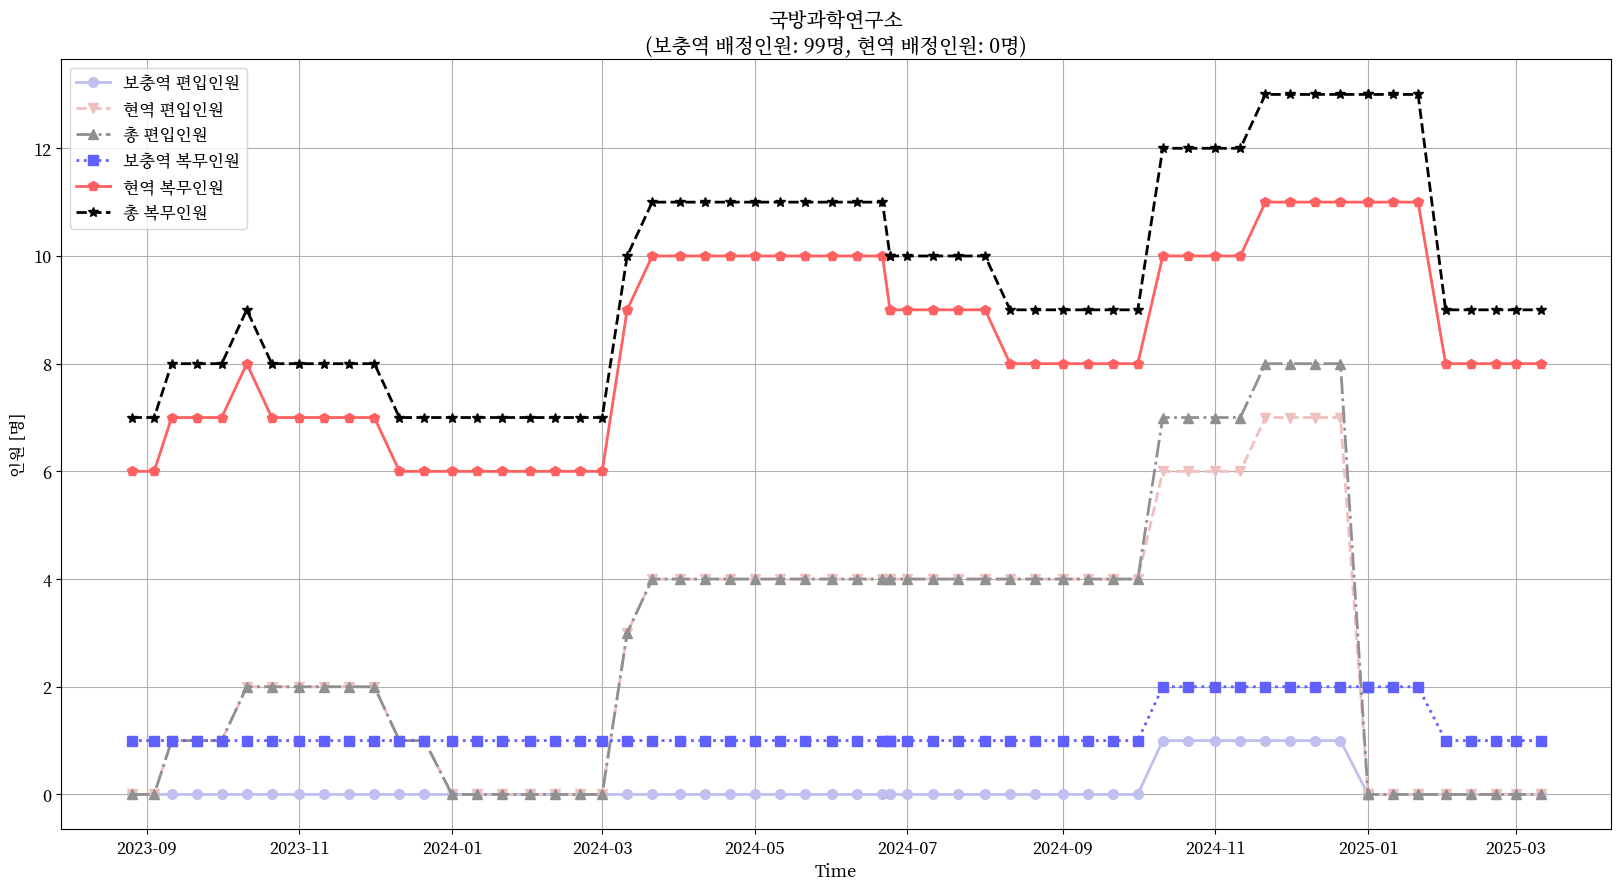 국방과학연구소
(보충역 배정인원: 99명, 현역 배정인원: 0명)
보충역 편입인원
현역 편입인원
총 편입인원
보충역 복무인원
현역 복무인원
총 복무인원
인원 [명]
12
10
8
6
4
2
0
2023-09
2023-11
2024-01
2024-03
2024-05
2024-07
2024-09
2024-11
2025-01
2025-03
Time